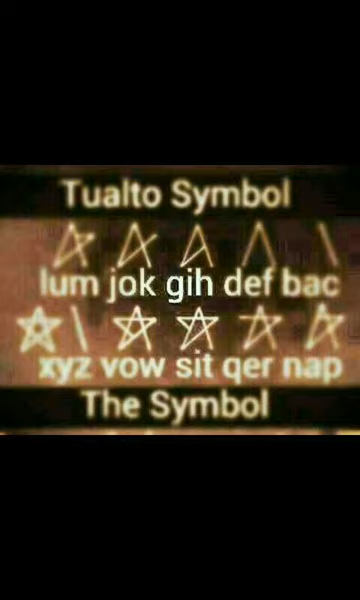 Tualto Symbol
lum jok gih def bac
xyz vow sit qer nap
The Symbol